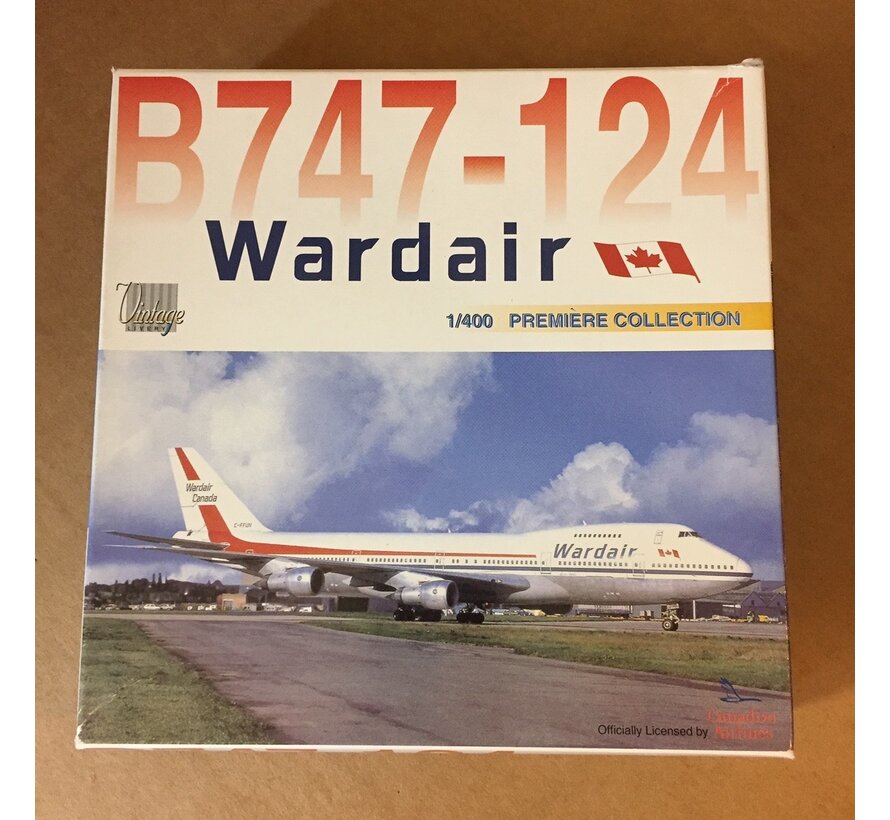 B747-124
Wardair
Vintage
LIVERY
1/400 PREMIERE COLLECTION
Wardair
Canada
C-FFUN
Wardair
Officially Licensed by
Canadian
Airlines